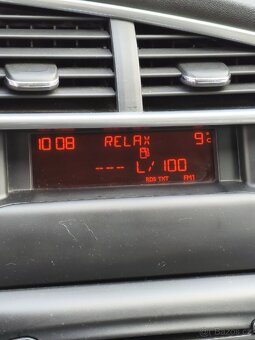 10 08 RELAX 9°C
--- L/100
RDS TXT FM1